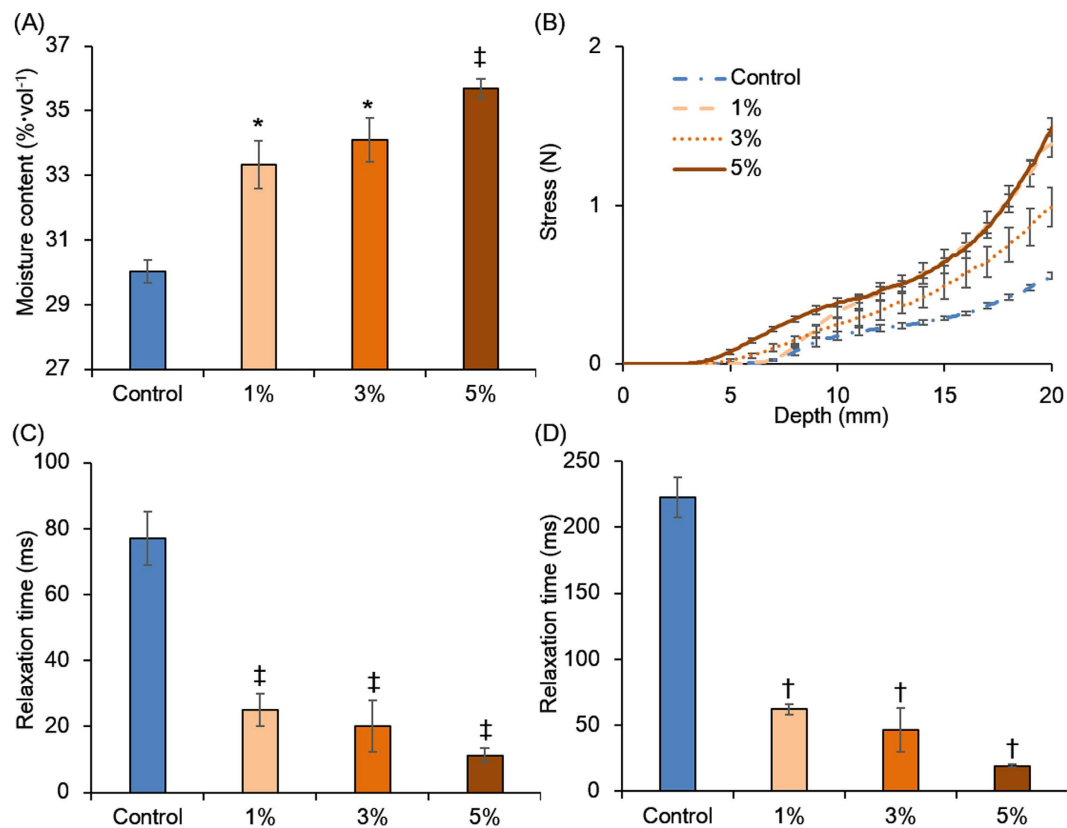 (A)
Moisture content (%·vol⁻¹)
37
35
33
31
29
27
*
*
‡
Control 1% 3% 5%
(B)
Stress (N)
2
1
0
Control
1%
3%
5%
0 5 10 15 20
Depth (mm)
(C)
Relaxation time (ms)
100
80
60
40
20
0
‡
‡
‡
Control 1% 3% 5%
(D)
Relaxation time (ms)
250
200
150
100
50
0
†
†
†
Control 1% 3% 5%